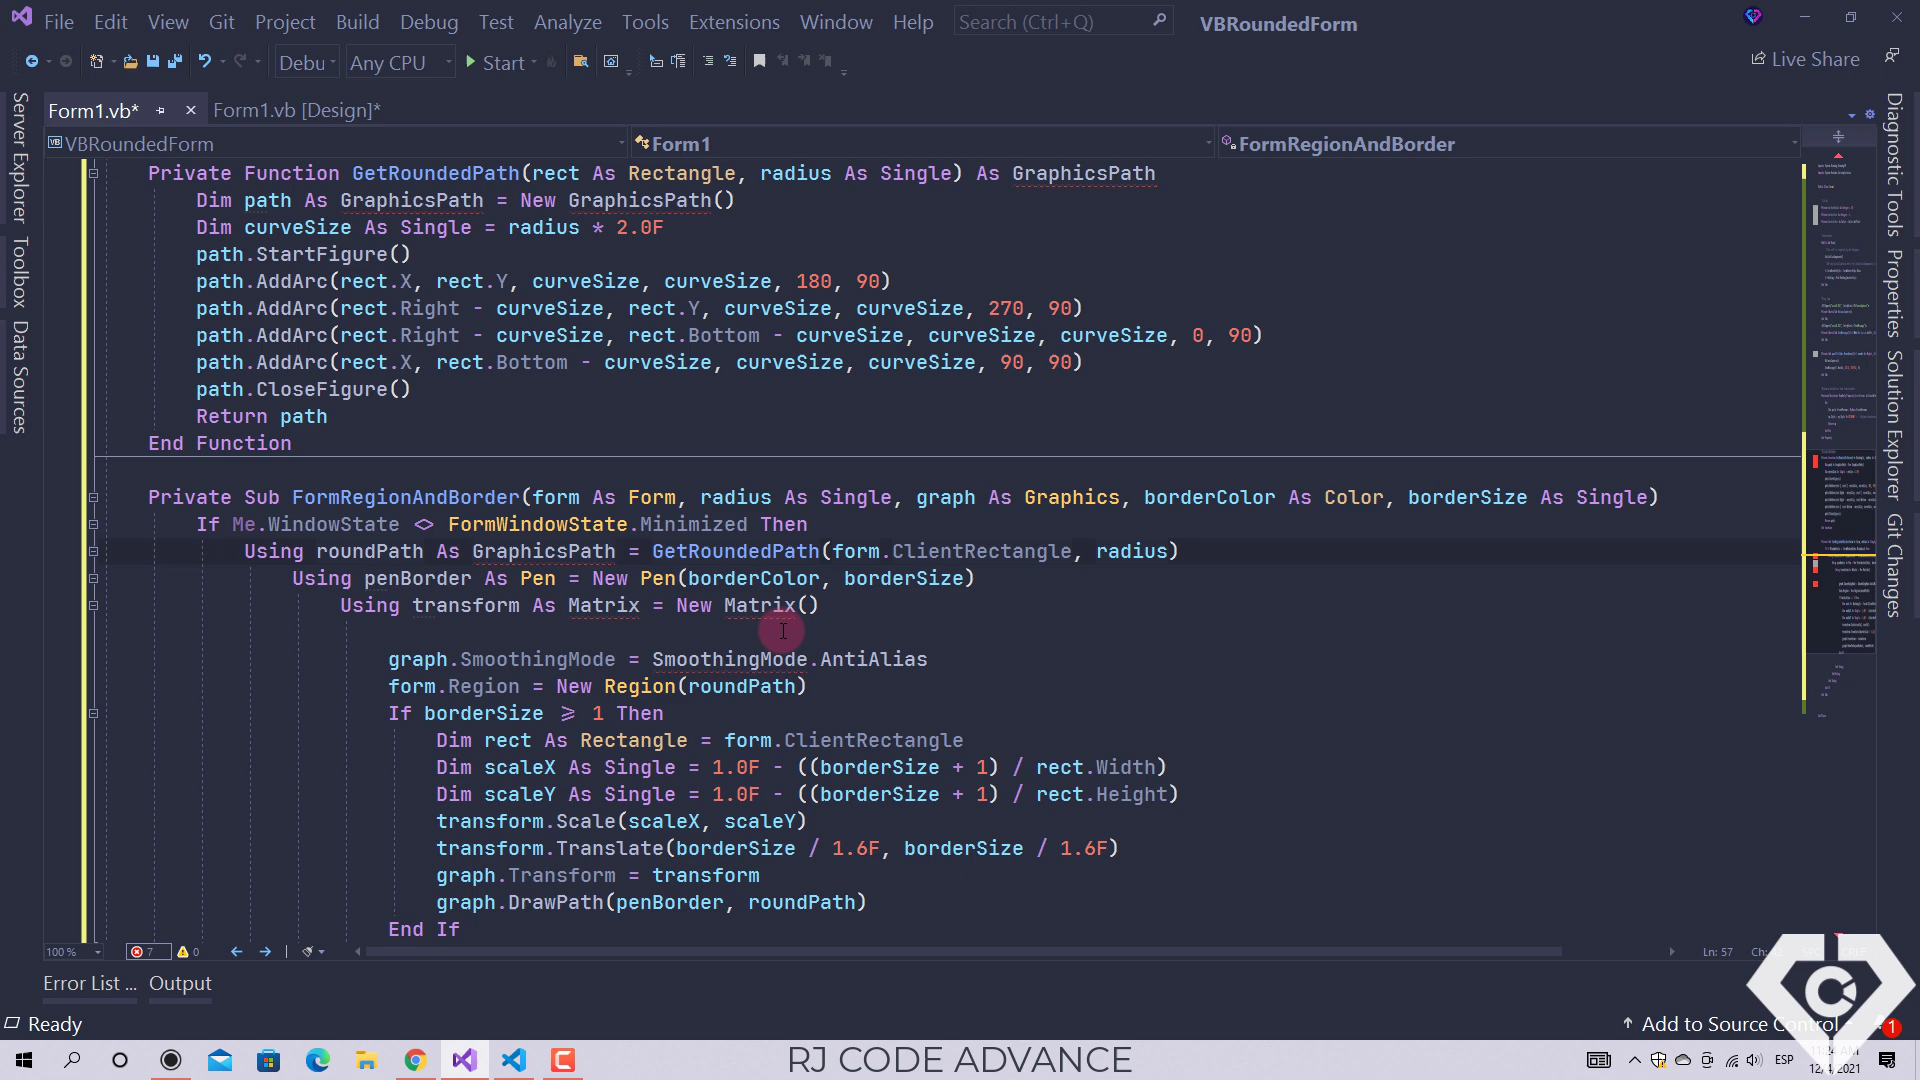 File Edit View Git Project Build Debug Test Analyze Tools Extensions Window Help Search (Ctrl+Q) VBRoundedForm
Debu Any CPU Start Live Share
Form1.vb* Form1.vb [Design]*
VBRoundedForm Form1 FormRegionAndBorder
Server Explorer
Toolbox
Data Sources
Private Function GetRoundedPath(rect As Rectangle, radius As Single) As GraphicsPath
Dim path As GraphicsPath = New GraphicsPath()
Dim curveSize As Single = radius * 2.0F
path.StartFigure()
path.AddArc(rect.X, rect.Y, curveSize, curveSize, 180, 90)
path.AddArc(rect.Right - curveSize, rect.Y, curveSize, curveSize, 270, 90)
path.AddArc(rect.Right - curveSize, rect.Bottom - curveSize, curveSize, curveSize, 0, 90)
path.AddArc(rect.X, rect.Bottom - curveSize, curveSize, curveSize, 90, 90)
path.CloseFigure()
Return path
End Function
Private Sub FormRegionAndBorder(form As Form, radius As Single, graph As Graphics, borderColor As Color, borderSize As Single)
If Me.WindowState <> FormWindowState.Minimized Then
Using roundPath As GraphicsPath = GetRoundedPath(form.ClientRectangle, radius)
Using penBorder As Pen = New Pen(borderColor, borderSize)
Using transform As Matrix = New Matrix()
graph.SmoothingMode = SmoothingMode.AntiAlias
form.Region = New Region(roundPath)
If borderSize >= 1 Then
Dim rect As Rectangle = form.ClientRectangle
Dim scaleX As Single = 1.0F - ((borderSize + 1) / rect.Width)
Dim scaleY As Single = 1.0F - ((borderSize + 1) / rect.Height)
transform.Scale(scaleX, scaleY)
transform.Translate(borderSize / 1.6F, borderSize / 1.6F)
graph.Transform = transform
graph.DrawPath(penBorder, roundPath)
End If
Diagnostic Tools
Properties
Solution Explorer
Git Changes
100 % 7 0 Ln: 57
Error List ... Output
Ready Add to Source Control 1
RJ CODE ADVANCE
ESP
12/4/2021